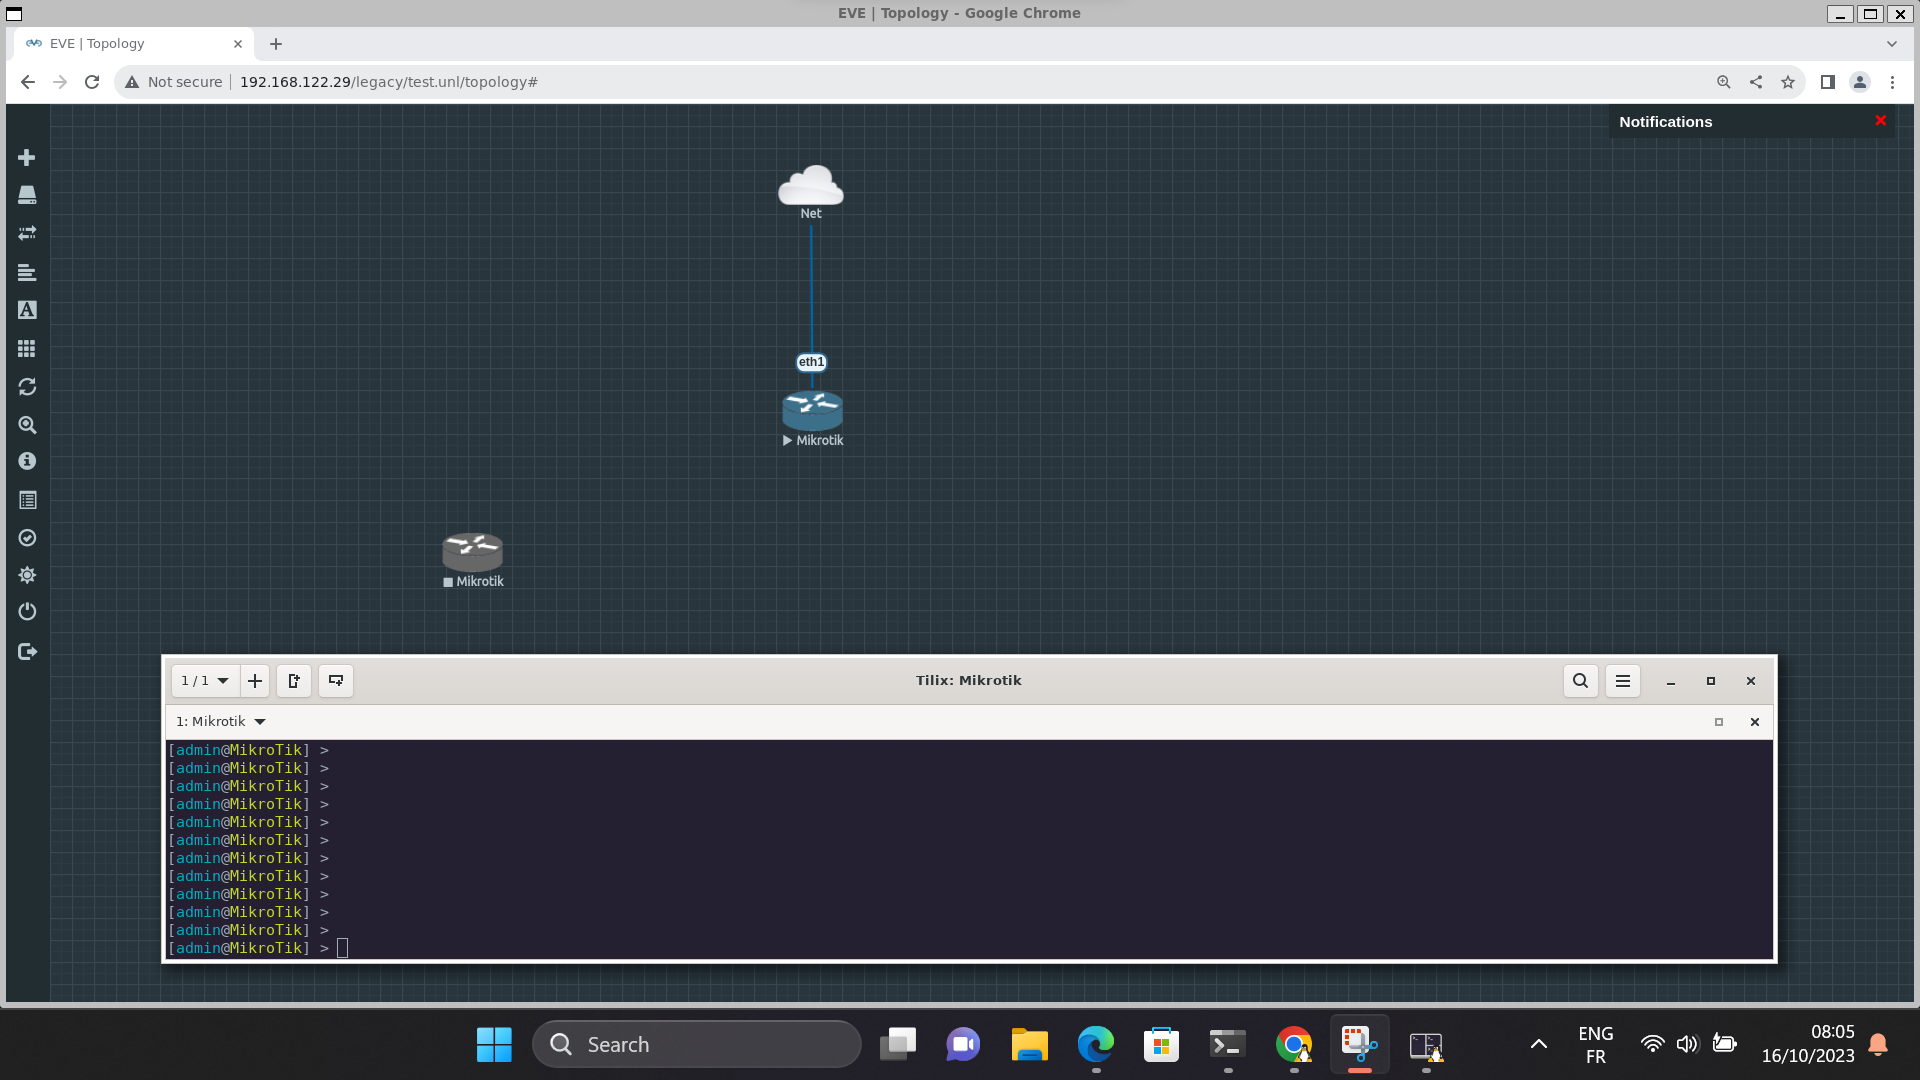 EVE | Topology - Google Chrome
EVE | Topology
Not secure
192.168.122.29/legacy/test.unl/topology#
Notifications
Net
eth1
Mikrotik
Mikrotik
1 / 1
Tilix: Mikrotik
1: Mikrotik
[admin@MikroTik] >
[admin@MikroTik] >
[admin@MikroTik] >
[admin@MikroTik] >
[admin@MikroTik] >
[admin@MikroTik] >
[admin@MikroTik] >
[admin@MikroTik] >
[admin@MikroTik] >
[admin@MikroTik] >
[admin@MikroTik] >
[admin@MikroTik] >
Search
ENG
FR
08:05
16/10/2023